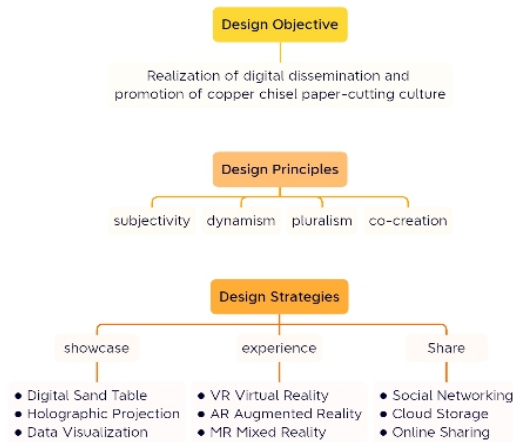 Design Objective
Realization of digital dissemination and
promotion of copper chisel paper-cutting culture
Design Principles
subjectivity dynamism pluralism co-creation
Design Strategies
showcase experience Share
● Digital Sand Table ● VR Virtual Reality ● Social Networking
● Holographic Projection ● AR Augmented Reality ● Cloud Storage
● Data Visualization ● MR Mixed Reality ● Online Sharing